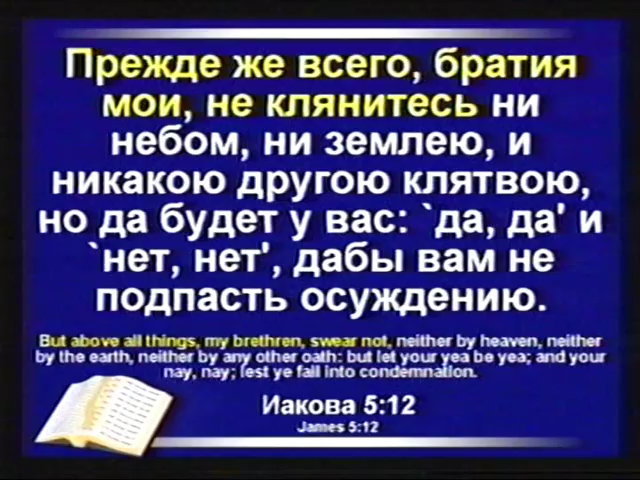 Прежде же всего, братия
мои, не клянитесь ни
небом, ни землею, и
никакою другою клятвою,
но да будет у вас: `да, да' и
`нет, нет', дабы вам не
подпасть осуждению.
But above all things, my brethren, swear not, neither by heaven, neither
by the earth, neither by any other oath: but let your yea be yea; and your
nay, nay; lest ye fall into condemnation.
Иакова 5:12
James 5:12